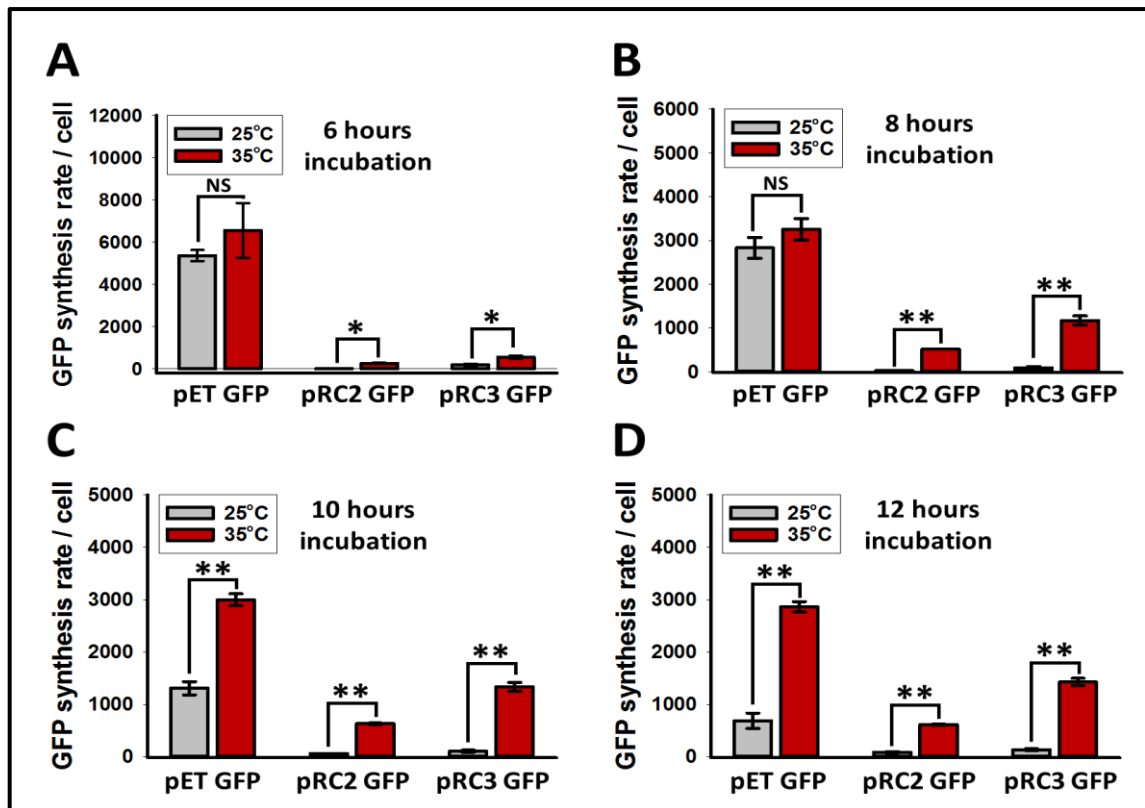 A
GFP synthesis rate / cell
12000
10000
8000
6000
4000
2000
0
25°C
35°C
6 hours
incubation
NS
*
*
pET GFP
pRC2 GFP
pRC3 GFP
B
GFP synthesis rate / cell
6000
5000
4000
3000
2000
1000
0
25°C
35°C
8 hours
incubation
NS
**
**
pET GFP
pRC2 GFP
pRC3 GFP
C
GFP synthesis rate / cell
5000
4000
3000
2000
1000
0
25°C
35°C
10 hours
incubation
**
**
**
pET GFP
pRC2 GFP
pRC3 GFP
D
GFP synthesis rate / cell
5000
4000
3000
2000
1000
0
25°C
35°C
12 hours
incubation
**
**
**
pET GFP
pRC2 GFP
pRC3 GFP